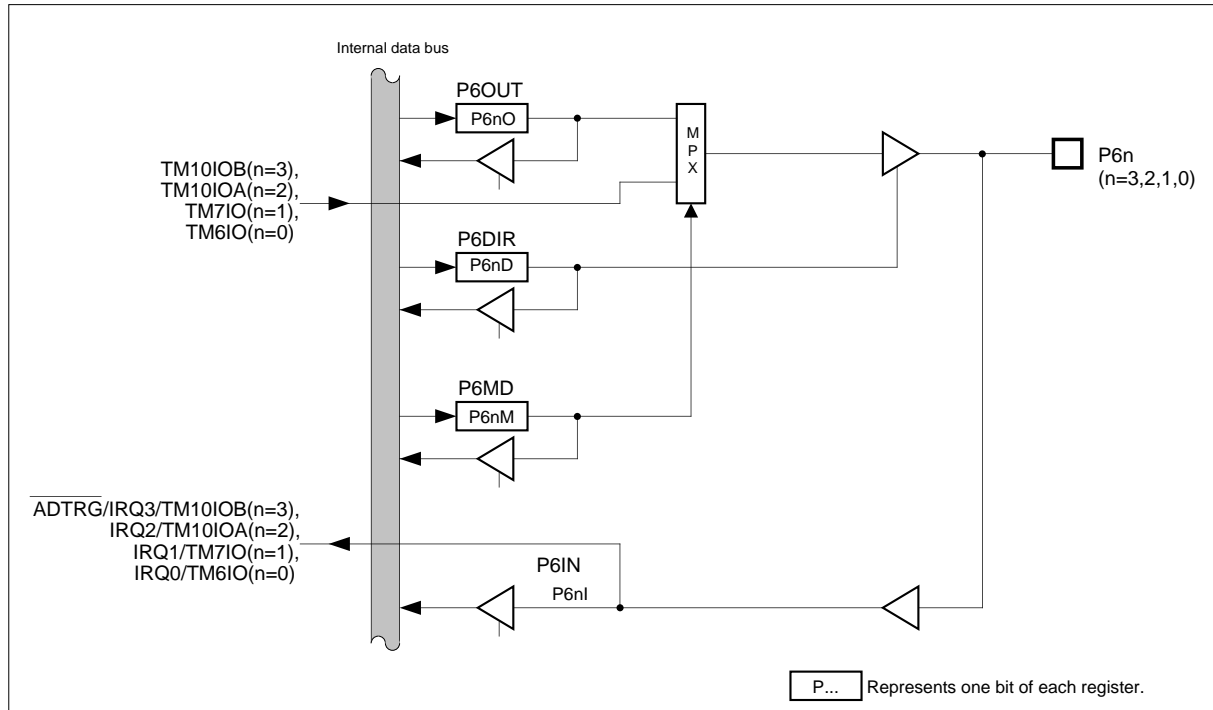 Internal data bus
P6OUT
P6nO
MPX
TM10IOB(n=3),
TM10IOA(n=2),
TM7IO(n=1),
TM6IO(n=0)
P6n
(n=3,2,1,0)
P6DIR
P6nD
P6MD
P6nM
ADTRG/IRQ3/TM10IOB(n=3),
IRQ2/TM10IOA(n=2),
IRQ1/TM7IO(n=1),
IRQ0/TM6IO(n=0)
P6IN
P6nI
P... Represents one bit of each register.